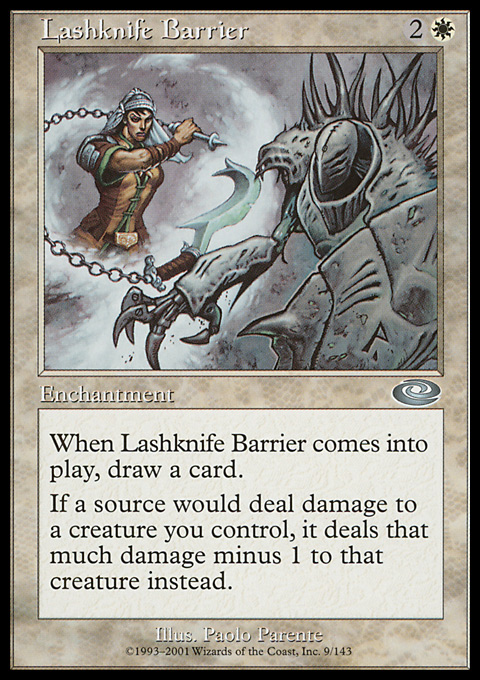 Lashknife Barrier 2
Enchantment
When Lashknife Barrier comes into
play, draw a card.
If a source would deal damage to
a creature you control, it deals that
much damage minus 1 to that
creature instead.
Illus. Paolo Parente
©1993–2001 Wizards of the Coast, Inc. 9/143